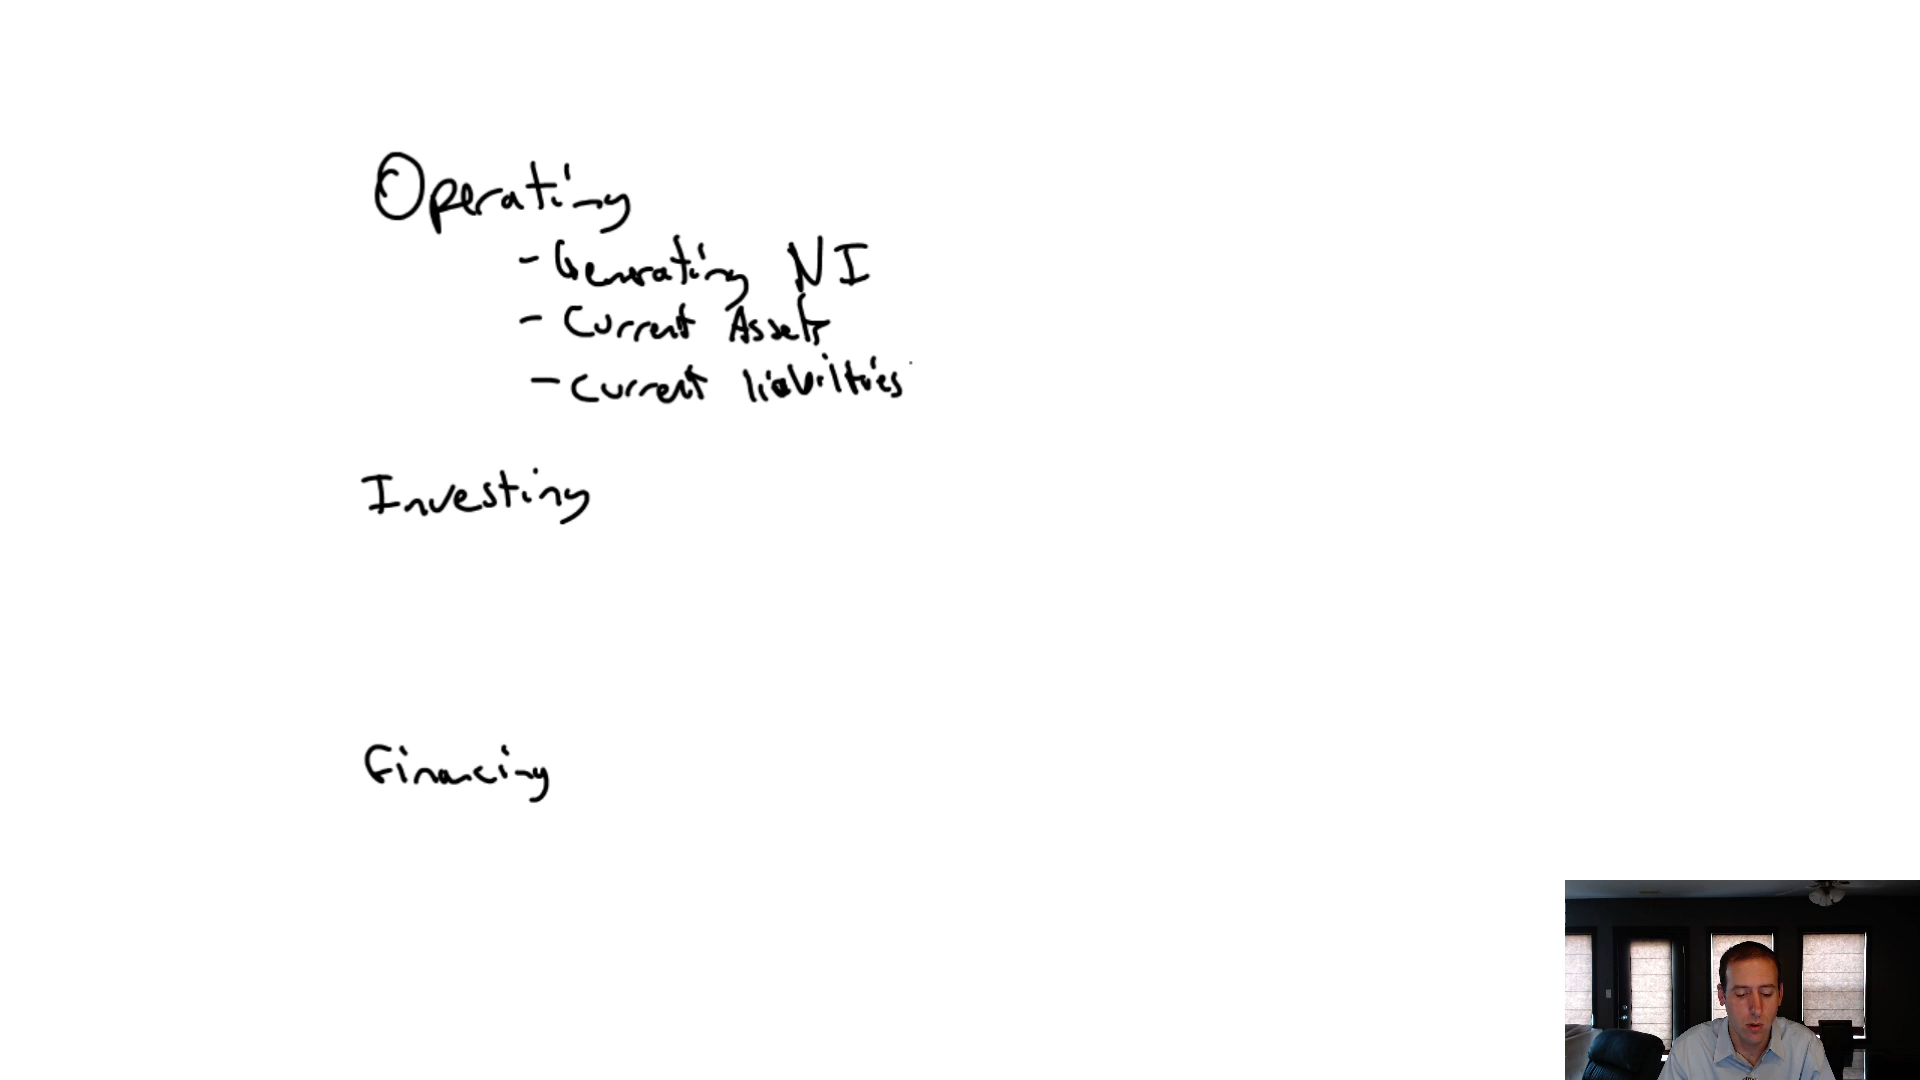 Operating
- Generating NI
- Current Assets
- Current liabilities
Investing
Financing